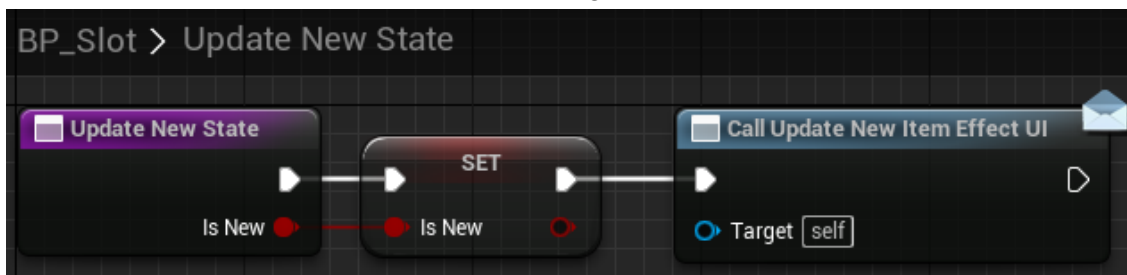 BP_Slot > Update New State
Update New State
SET
Call Update New Item Effect UI
Is New
Is New
Target self